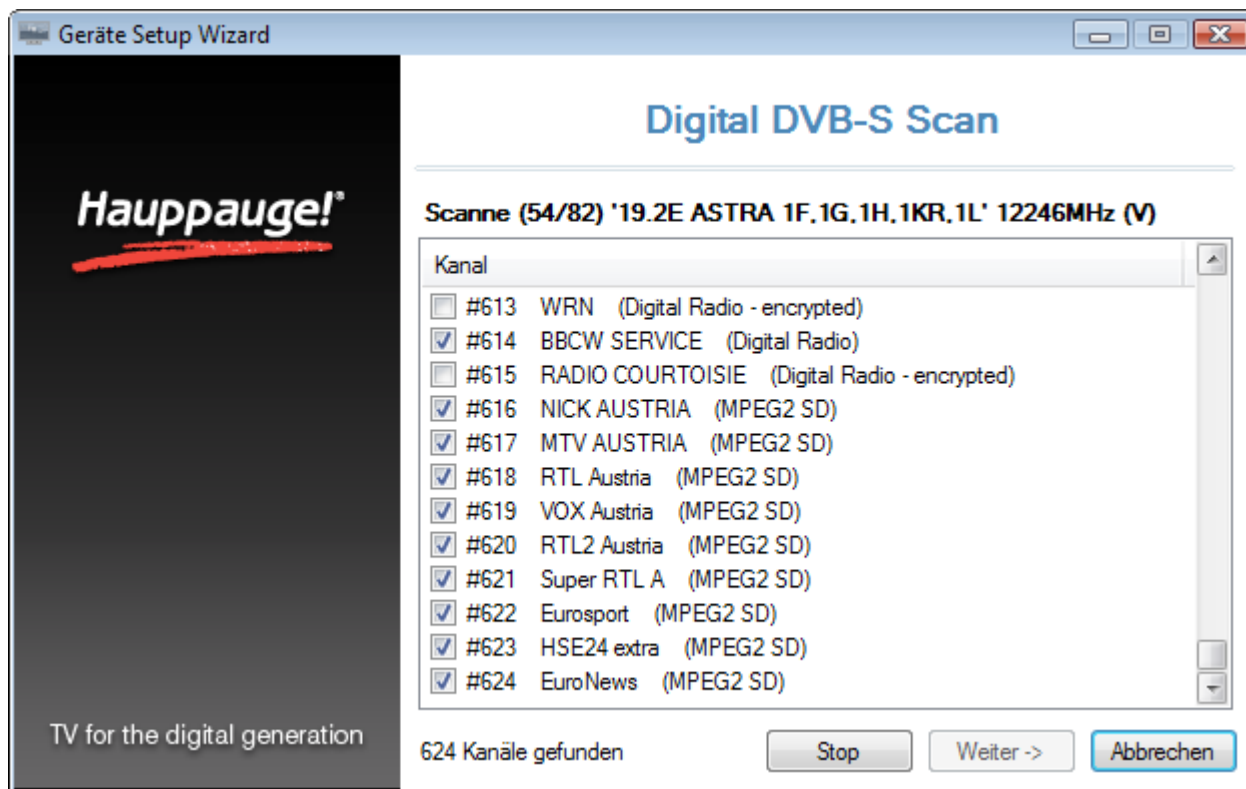 Geräte Setup Wizard
Digital DVB-S Scan
Hauppauge!®
Scanne (54/82) '19.2E ASTRA 1F,1G,1H,1KR,1L' 12246MHz (V)
Kanal
#613 WRN (Digital Radio - encrypted)
#614 BBCW SERVICE (Digital Radio)
#615 RADIO COURTOISIE (Digital Radio - encrypted)
#616 NICK AUSTRIA (MPEG2 SD)
#617 MTV AUSTRIA (MPEG2 SD)
#618 RTL Austria (MPEG2 SD)
#619 VOX Austria (MPEG2 SD)
#620 RTL2 Austria (MPEG2 SD)
#621 Super RTL A (MPEG2 SD)
#622 Eurosport (MPEG2 SD)
#623 HSE24 extra (MPEG2 SD)
#624 EuroNews (MPEG2 SD)
TV for the digital generation
624 Kanäle gefunden Stop Weiter -> Abbrechen